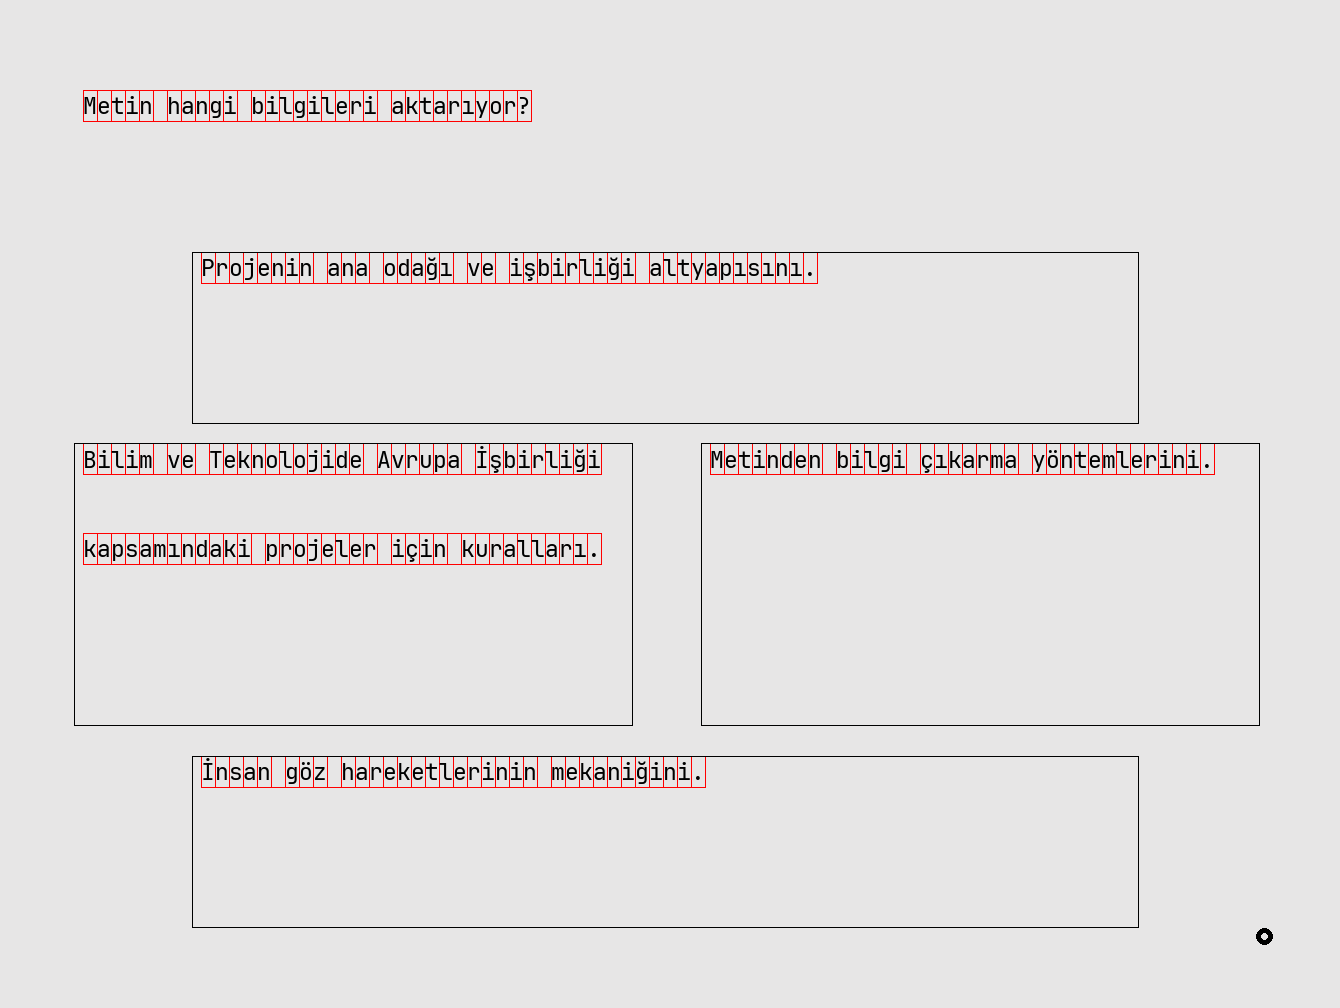 Metin hangi bilgileri aktarıyor?
Projenin ana odağı ve işbirliği altyapısını.
Bilim ve Teknolojide Avrupa İşbirliği
kapsamındaki projeler için kuralları.
Metinden bilgi çıkarma yöntemlerini.
İnsan göz hareketlerinin mekaniğini.